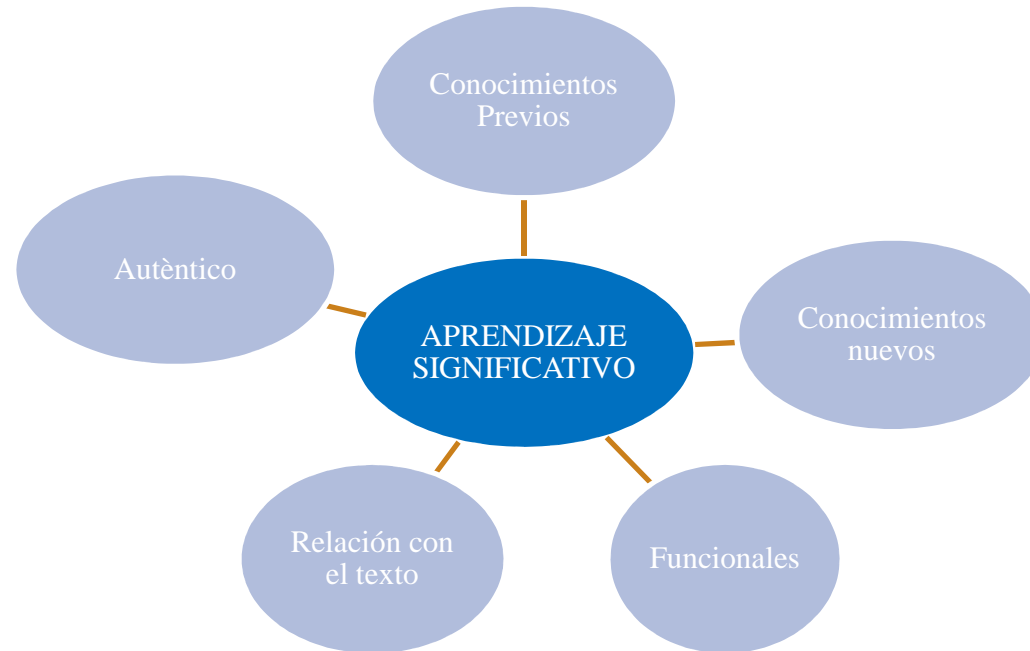 Conocimientos
Previos
Autèntico
APRENDIZAJE
SIGNIFICATIVO
Conocimientos
nuevos
Relación con
el texto
Funcionales